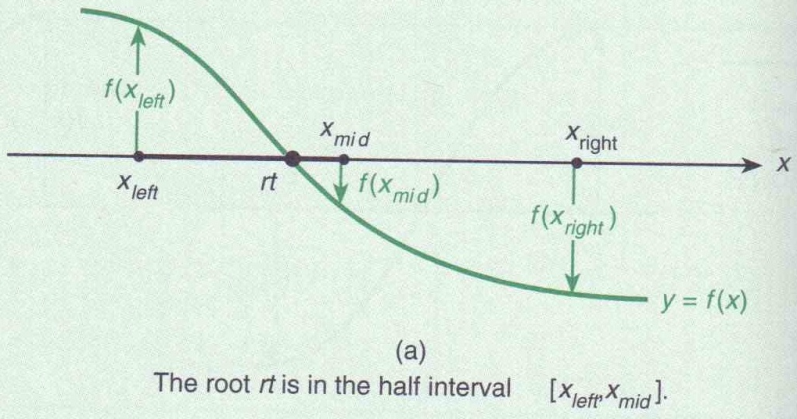 f(x_left)
x_mid
x_right
x
x_left
rt
f(x_mid)
f(x_right)
y = f(x)
(a)
The root rt is in the half interval [x_left, x_mid].